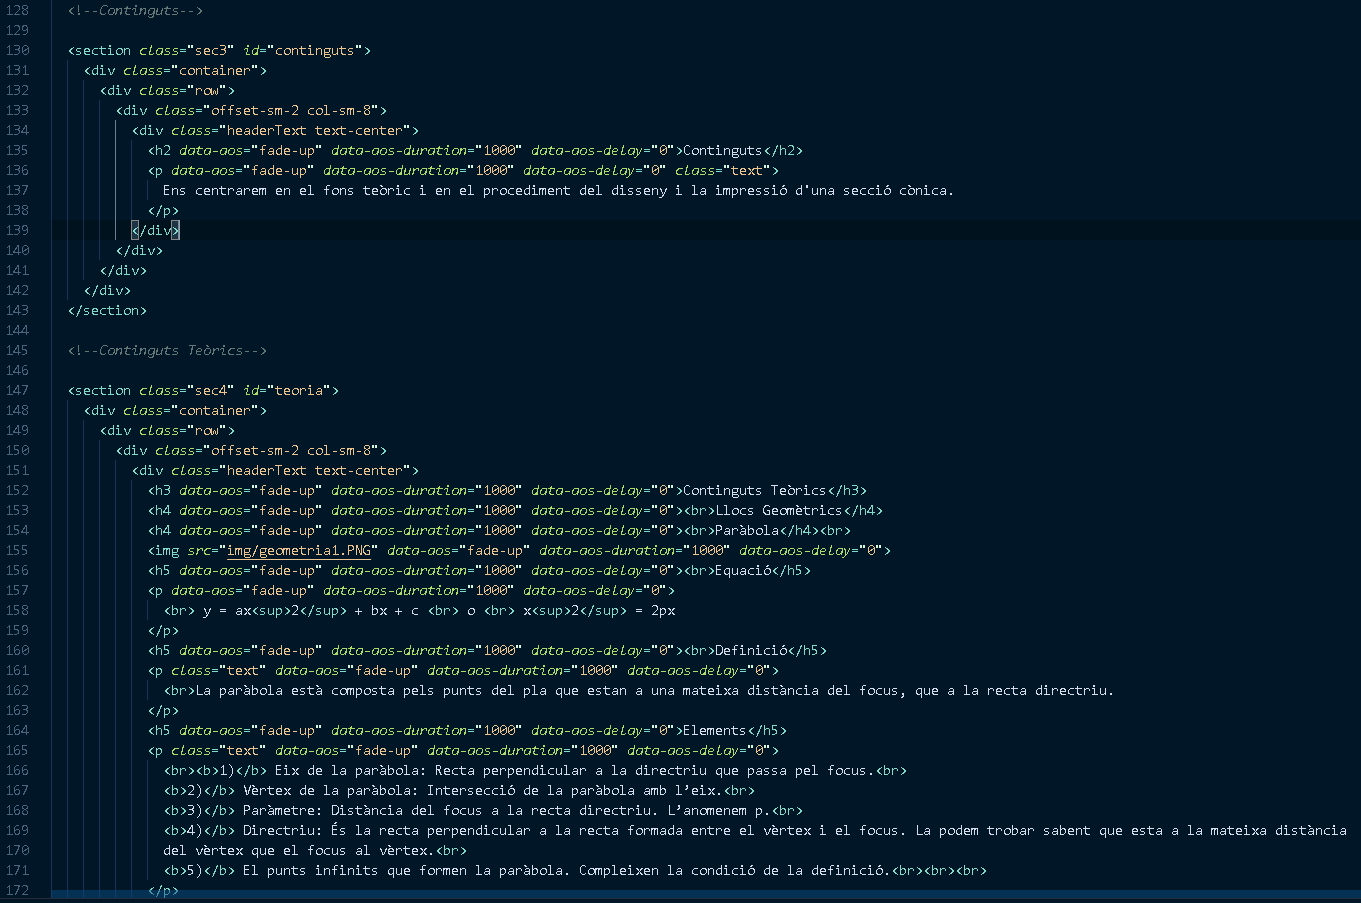 128 <!--Continguts-->
129
130 <section class="sec3" id="continguts">
131 <div class="container">
132 <div class="row">
133 <div class="offset-sm-2 col-sm-8">
134 <div class="headerText text-center">
135 <h2 data-aos="fade-up" data-aos-duration="1000" data-aos-delay="0">Continguts</h2>
136 <p data-aos="fade-up" data-aos-duration="1000" data-aos-delay="0" class="text">
137 Ens centrarem en el fons teòric i en el procediment del disseny i la impressió d'una secció cònica.
138 </p>
139 </div>
140 </div>
141 </div>
142 </div>
143 </section>
144
145 <!--Continguts Teòrics-->
146
147 <section class="sec4" id="teoria">
148 <div class="container">
149 <div class="row">
150 <div class="offset-sm-2 col-sm-8">
151 <div class="headerText text-center">
152 <h3 data-aos="fade-up" data-aos-duration="1000" data-aos-delay="0">Continguts Teòrics</h3>
153 <h4 data-aos="fade-up" data-aos-duration="1000" data-aos-delay="0"><br>Llocs Geomètrics</h4>
154 <h4 data-aos="fade-up" data-aos-duration="1000" data-aos-delay="0"><br>Paràbola</h4><br>
155 <img src="img/geometria1.PNG" data-aos="fade-up" data-aos-duration="1000" data-aos-delay="0">
156 <h5 data-aos="fade-up" data-aos-duration="1000" data-aos-delay="0"><br>Equació</h5>
157 <p data-aos="fade-up" data-aos-duration="1000" data-aos-delay="0">
158 <br> y = ax<sup>2</sup> + bx + c <br> o <br> x<sup>2</sup> = 2px
159 </p>
160 <h5 data-aos="fade-up" data-aos-duration="1000" data-aos-delay="0"><br>Definició</h5>
161 <p class="text" data-aos="fade-up" data-aos-duration="1000" data-aos-delay="0">
162 <br>La paràbola està composta pels punts del pla que estan a una mateixa distància del focus, que a la recta directriu.
163 </p>
164 <h5 data-aos="fade-up" data-aos-duration="1000" data-aos-delay="0">Elements</h5>
165 <p class="text" data-aos="fade-up" data-aos-duration="1000" data-aos-delay="0">
166 <br><b>1)</b> Eix de la paràbola: Recta perpendicular a la directriu que passa pel focus.<br>
167 <b>2)</b> Vèrtex de la paràbola: Intersecció de la paràbola amb l'eix.<br>
168 <b>3)</b> Paràmetre: Distància del focus a la recta directriu. L'anomenem p.<br>
169 <b>4)</b> Directriu: És la recta perpendicular a la recta formada entre el vèrtex i el focus. La podem trobar sabent que esta a la mateixa distància
170 del vèrtex que el focus al vèrtex.<br>
171 <b>5)</b> El punts infinits que formen la paràbola. Compleixen la condició de la definició.<br><br><br>
172 </p>